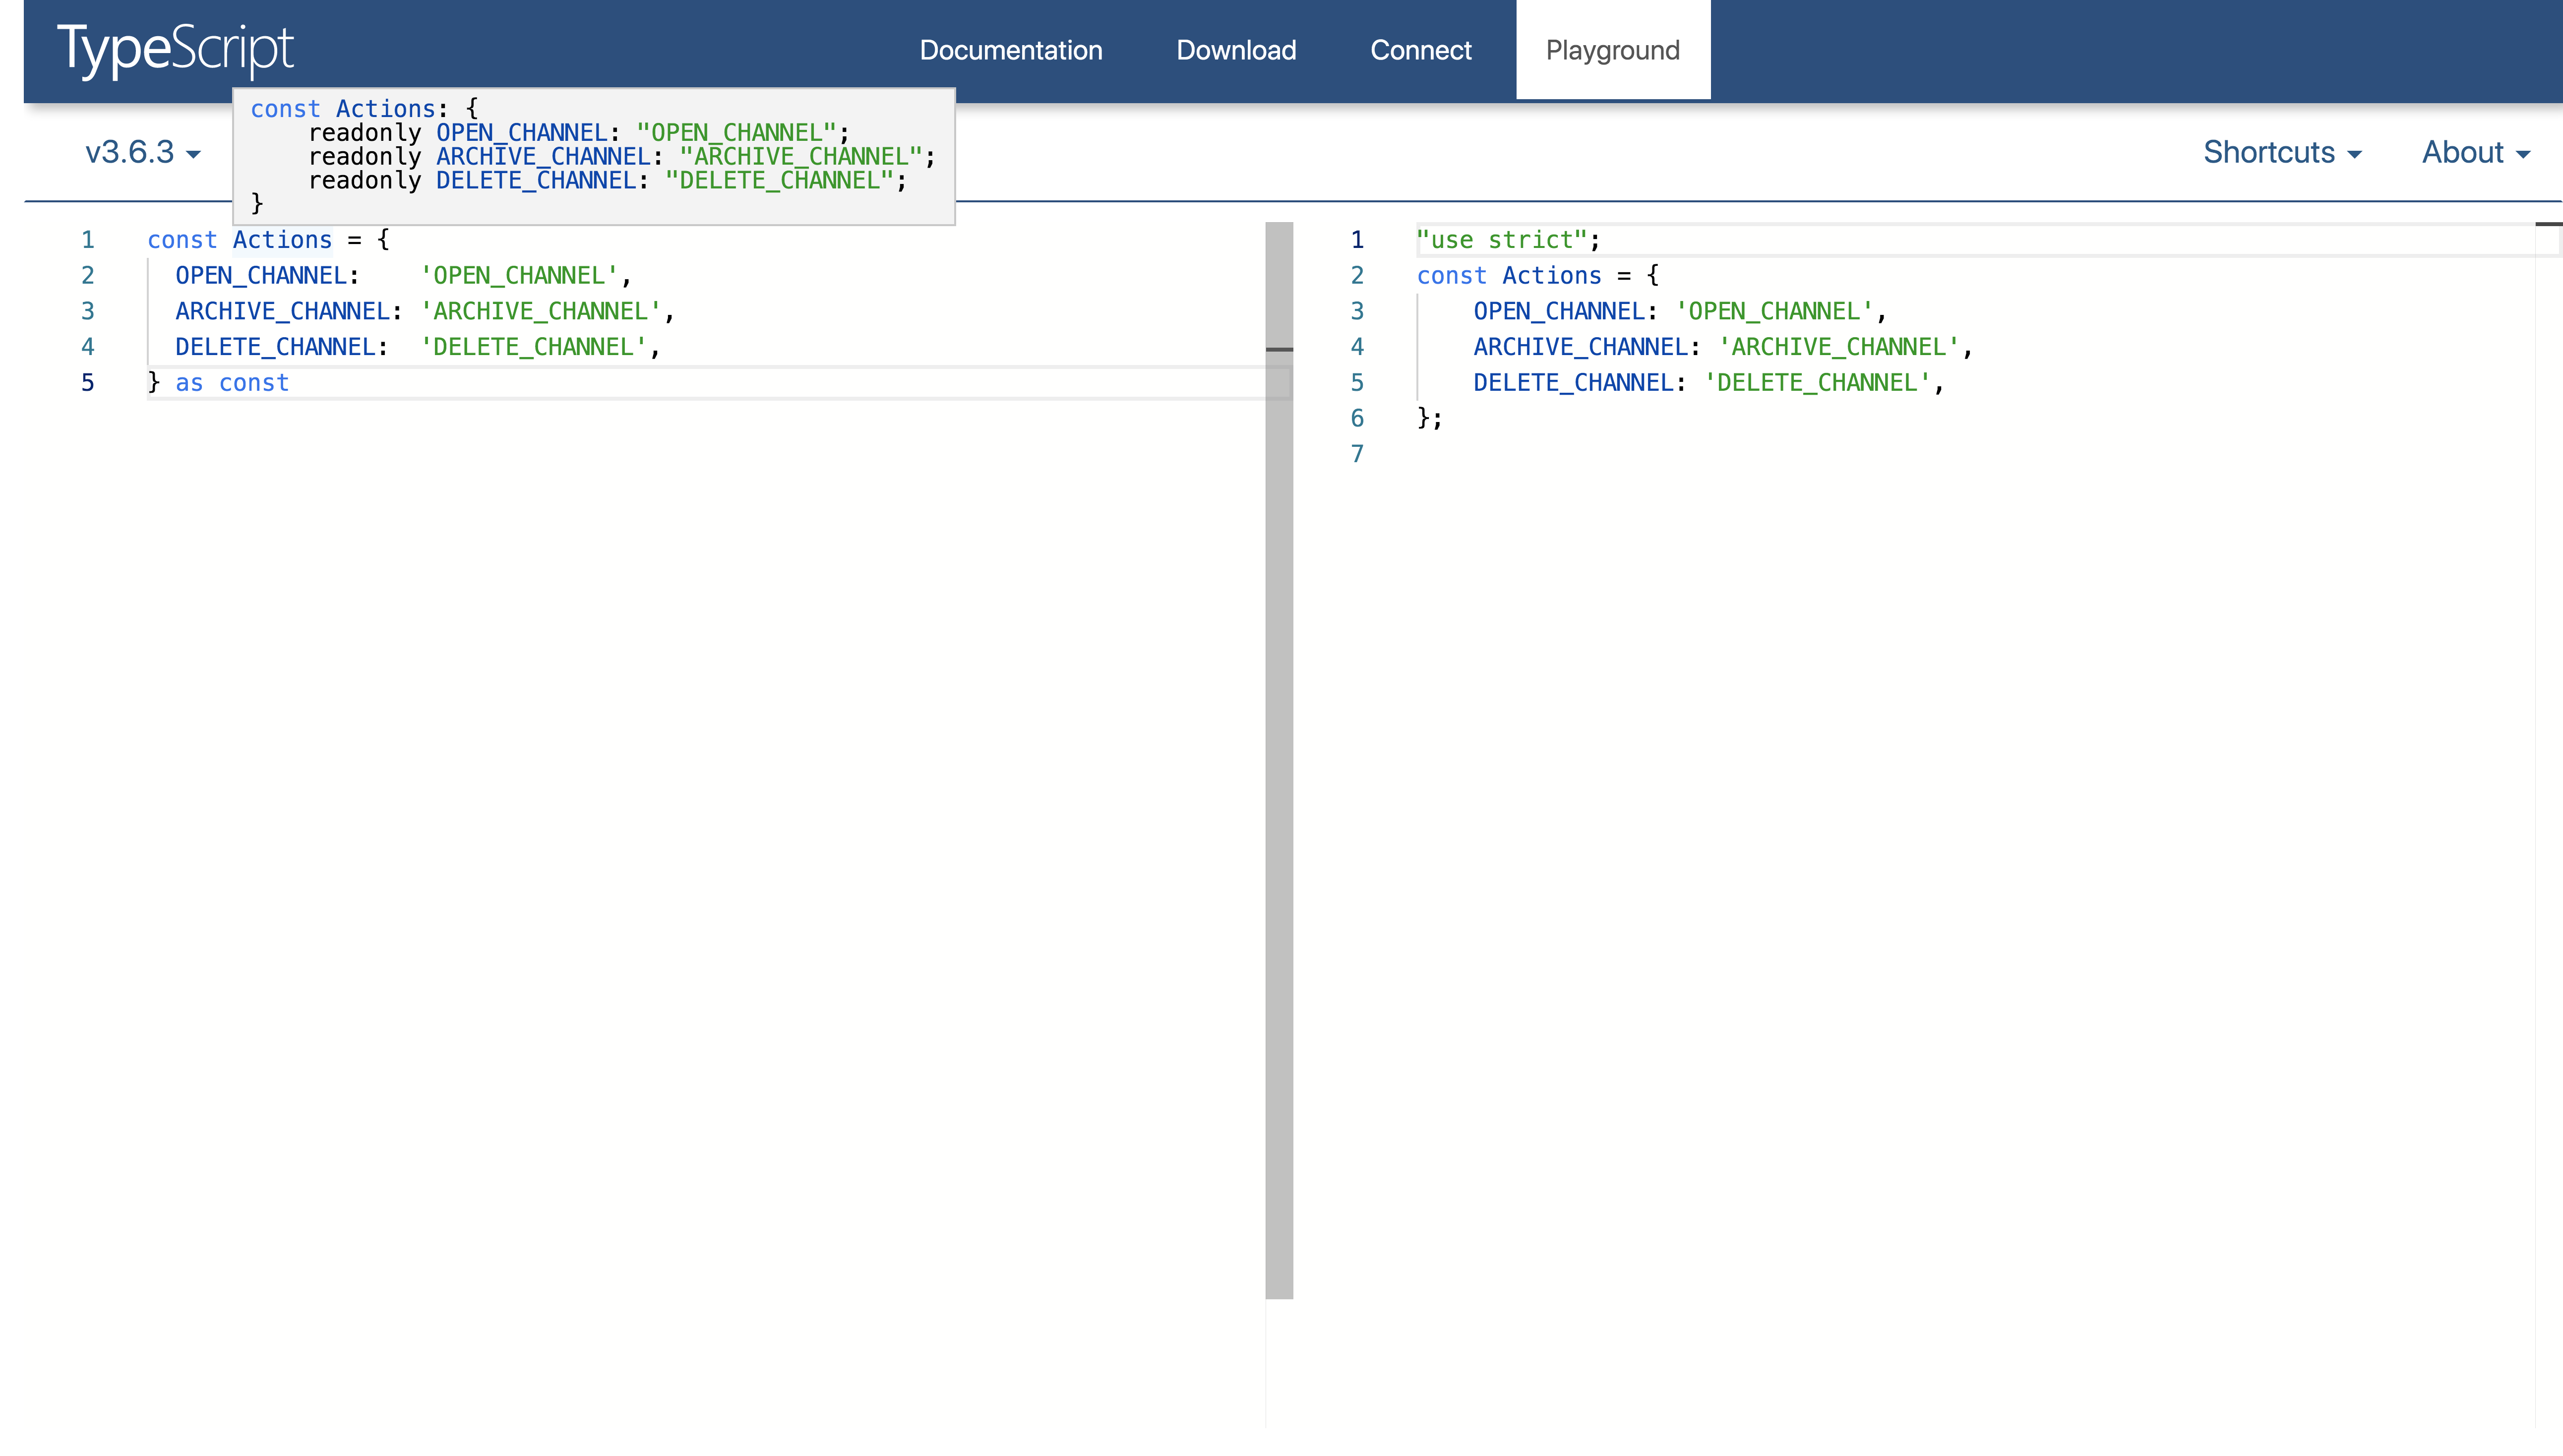 TypeScript
Documentation Download Connect Playground
v3.6.3
const Actions: {
    readonly OPEN_CHANNEL: "OPEN_CHANNEL";
    readonly ARCHIVE_CHANNEL: "ARCHIVE_CHANNEL";
    readonly DELETE_CHANNEL: "DELETE_CHANNEL";
}
Shortcuts About
1 const Actions = {
2   OPEN_CHANNEL:    'OPEN_CHANNEL',
3   ARCHIVE_CHANNEL: 'ARCHIVE_CHANNEL',
4   DELETE_CHANNEL:  'DELETE_CHANNEL',
5 } as const
1 "use strict";
2 const Actions = {
3     OPEN_CHANNEL: 'OPEN_CHANNEL',
4     ARCHIVE_CHANNEL: 'ARCHIVE_CHANNEL',
5     DELETE_CHANNEL: 'DELETE_CHANNEL',
6 };
7